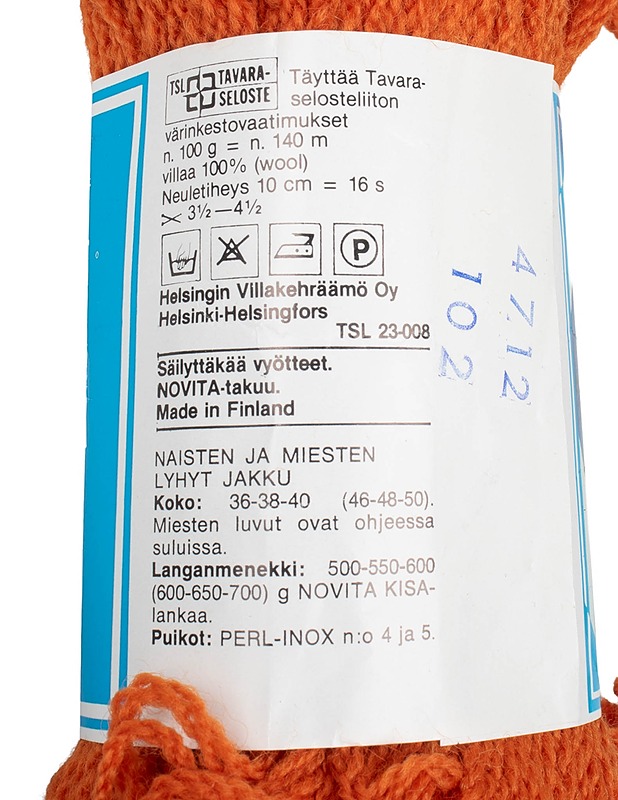 TSL TAVARA-
SELOSTE
Täyttää Tavara-
selosteliiton
värinkestovaatimukset
n. 100 g = n. 140 m
villaa 100% (wool)
Neuletiheys 10 cm = 16 s
3½—4½
P
Helsingin Villakehräämö Oy
Helsinki-Helsingfors
TSL 23-008
Säilyttäkää vyötteet.
NOVITA-takuu.
Made in Finland
NAISTEN JA MIESTEN
LYHYT JAKKU
Koko: 36-38-40 (46-48-50).
Miesten luvut ovat ohjeessa
suluissa.
Langanmenekki: 500-550-600
(600-650-700) g NOVITA KISA-
lankaa.
Puikot: PERL-INOX n:o 4 ja 5.
4712
102